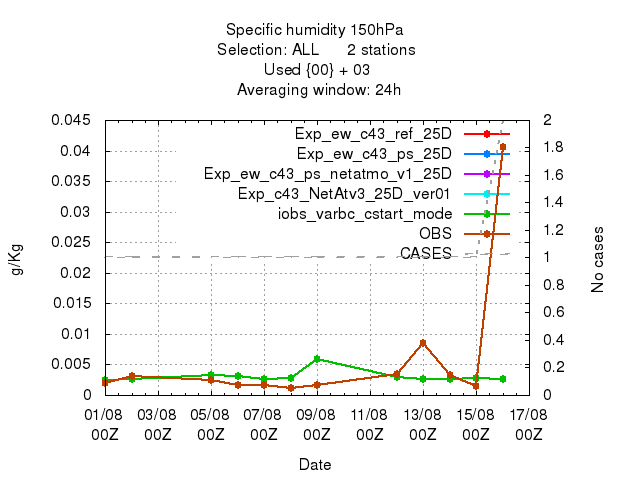 Specific humidity 150hPa
Selection: ALL 2 stations
Used {00} + 03
Averaging window: 24h
0.045
0.04
0.035
0.03
0.025
0.02
0.015
0.01
0.005
0
g/Kg
Exp_ew_c43_ref_25D
Exp_ew_c43_ps_25D
Exp_ew_c43_ps_netatmo_v1_25D
Exp_c43_NetAtv3_25D_ver01
iobs_varbc_cstart_mode
OBS
CASES
2
1.8
1.6
1.4
1.2
1
0.8
0.6
0.4
0.2
0
No cases
01/08 03/08 05/08 07/08 09/08 11/08 13/08 15/08 17/08
00Z 00Z 00Z 00Z 00Z 00Z 00Z 00Z 00Z
Date